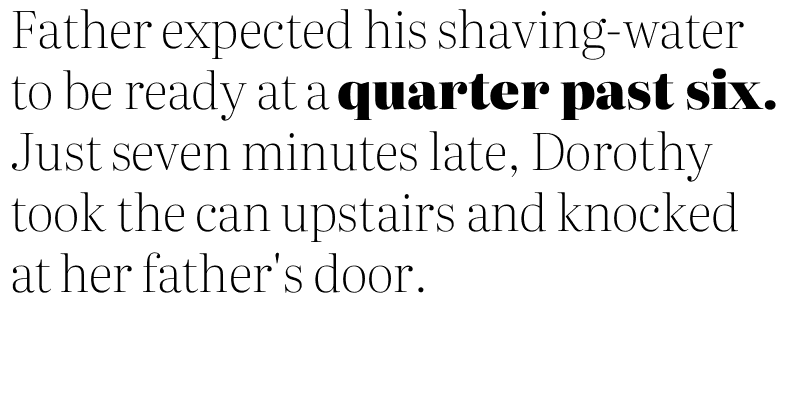 Father expected his shaving-water
to be ready at a quarter past six.
Just seven minutes late, Dorothy
took the can upstairs and knocked
at her father's door.